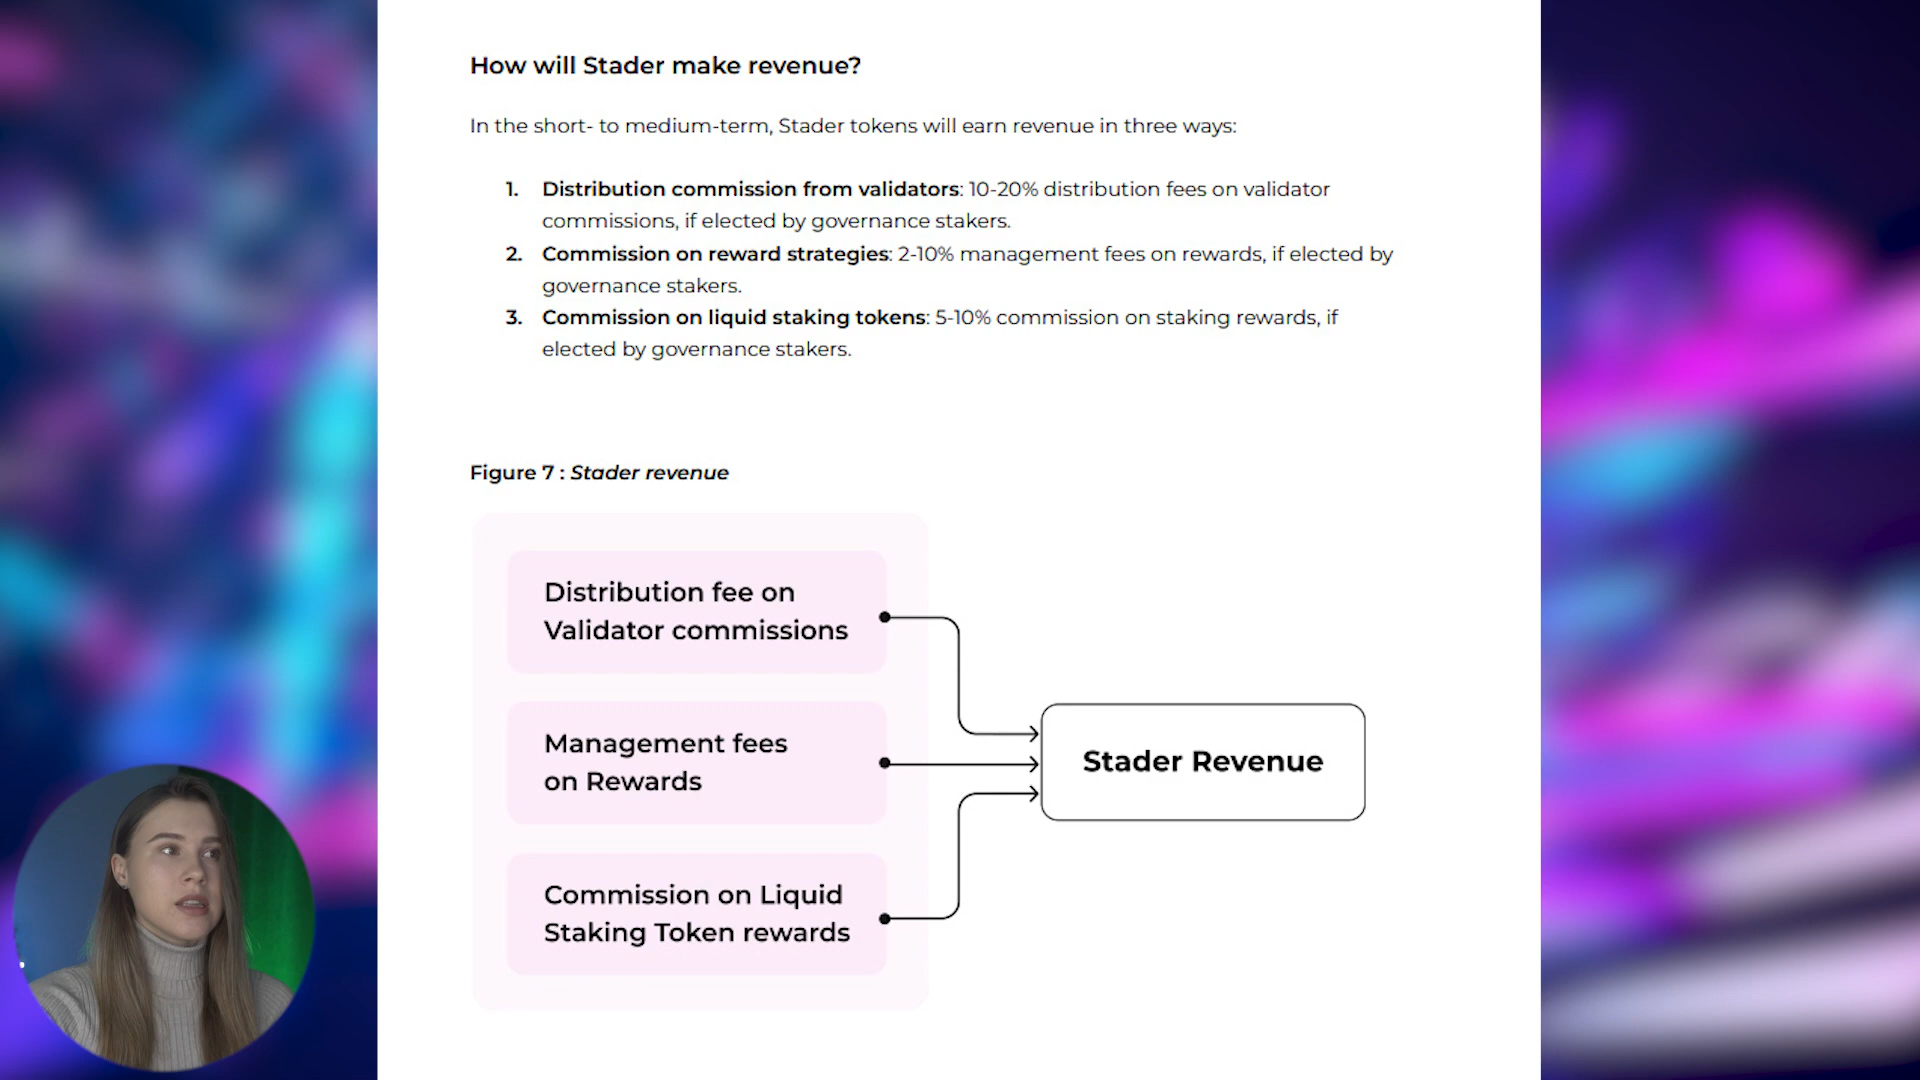 How will Stader make revenue?
In the short- to medium-term, Stader tokens will earn revenue in three ways:
1. Distribution commission from validators: 10-20% distribution fees on validator
commissions, if elected by governance stakers.
2. Commission on reward strategies: 2-10% management fees on rewards, if elected by
governance stakers.
3. Commission on liquid staking tokens: 5-10% commission on staking rewards, if
elected by governance stakers.
Figure 7 : Stader revenue
Distribution fee on
Validator commissions
Management fees
on Rewards
Commission on Liquid
Staking Token rewards
Stader Revenue